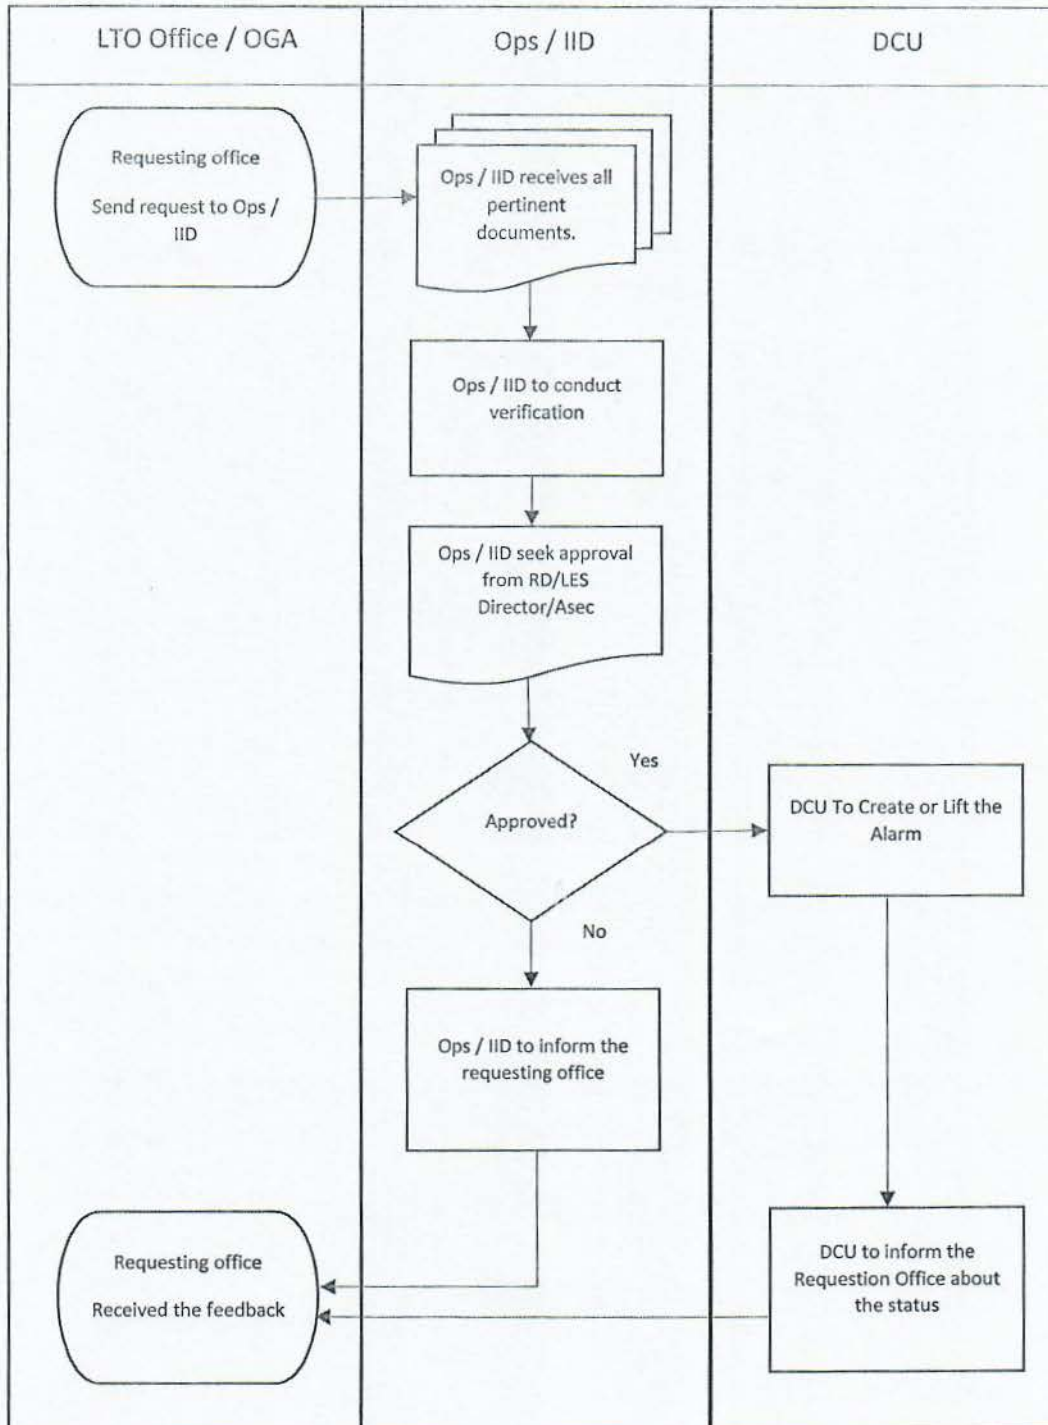 LTO Office / OGA
Ops / IID
DCU
Requesting office
Send request to Ops /
IID
Ops / IID receives all
pertinent
documents.
Ops / IID to conduct
verification
Ops / IID seek approval
from RD/LES
Director/Asec
Approved?
Yes
DCU To Create or Lift the
Alarm
No
Ops / IID to inform the
requesting office
Requesting office
Received the feedback
DCU to inform the
Requestion Office about
the status